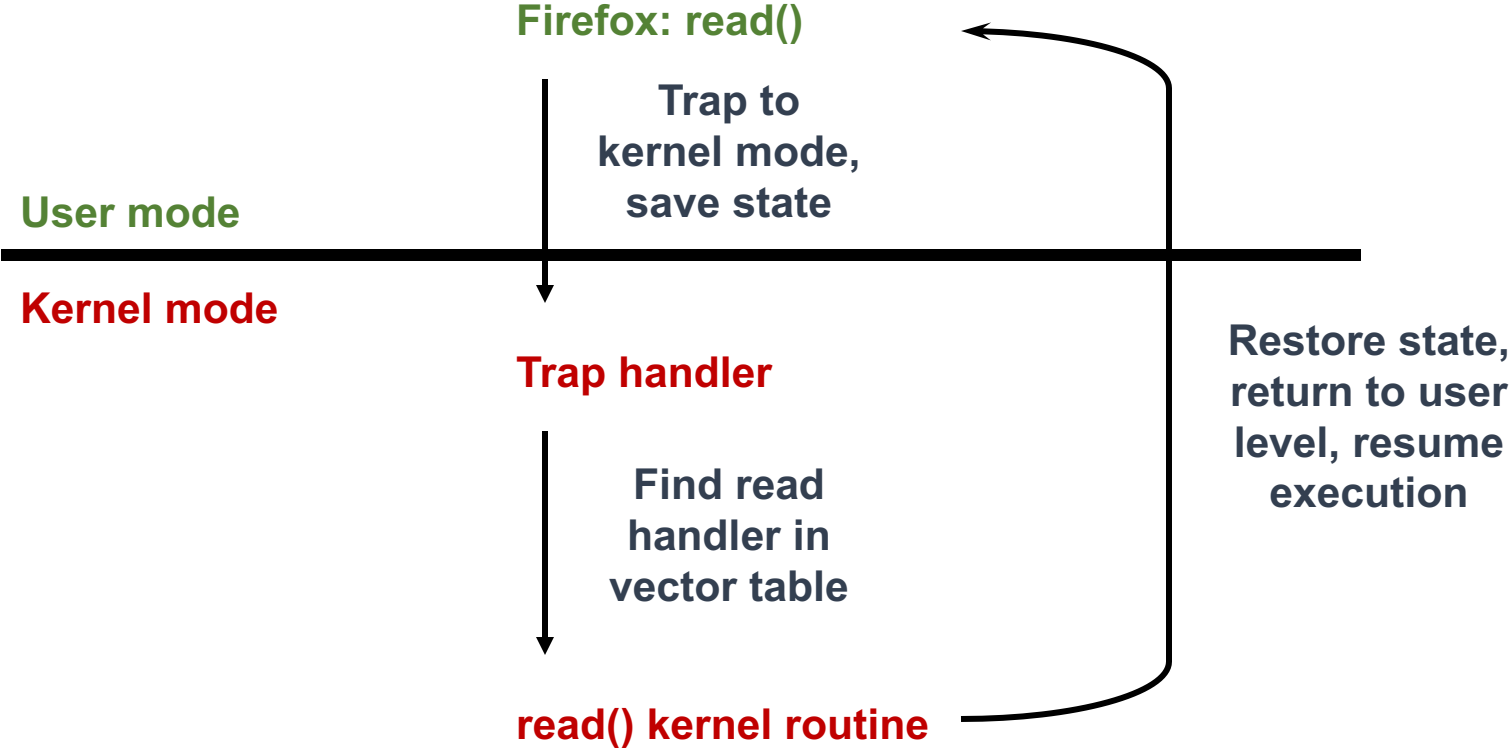 Firefox: read()
Trap to
kernel mode,
save state
User mode
Kernel mode
Trap handler
Restore state,
return to user
level, resume
execution
Find read
handler in
vector table
read() kernel routine